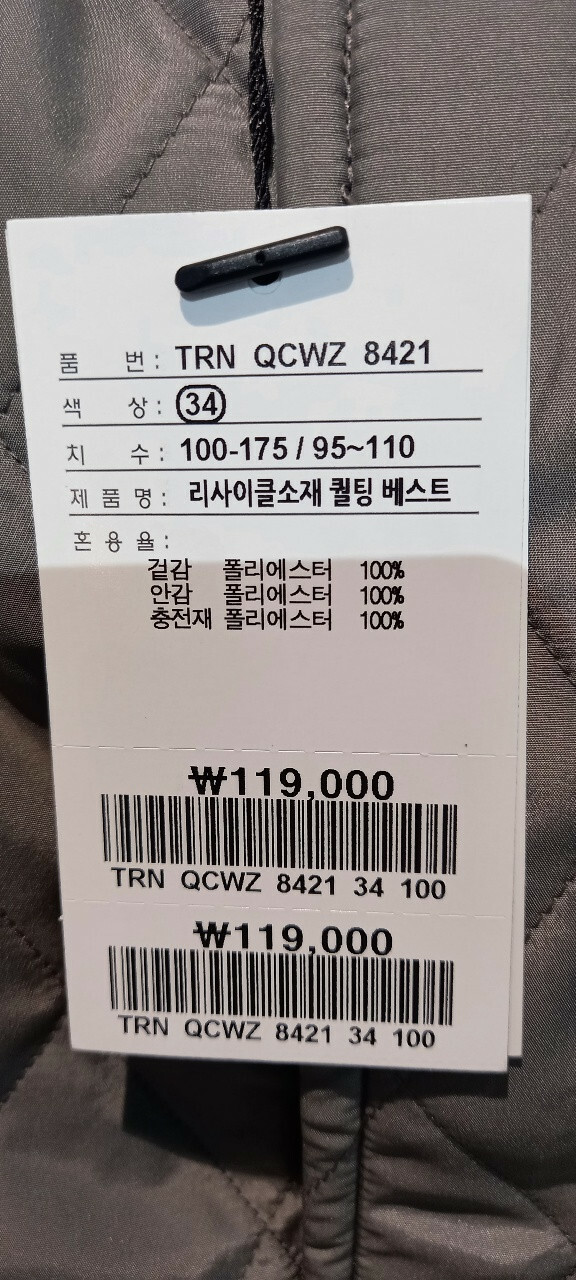 품 번 : TRN QCWZ 8421
색 상 : 34
치 수 : 100-175 / 95~110
제 품 명 : 리사이클소재 퀼팅 베스트
혼 용 율 :
겉감 폴리에스터 100%
안감 폴리에스터 100%
충전재 폴리에스터 100%
₩119,000
TRN QCWZ 8421 34 100
₩119,000
TRN QCWZ 8421 34 100